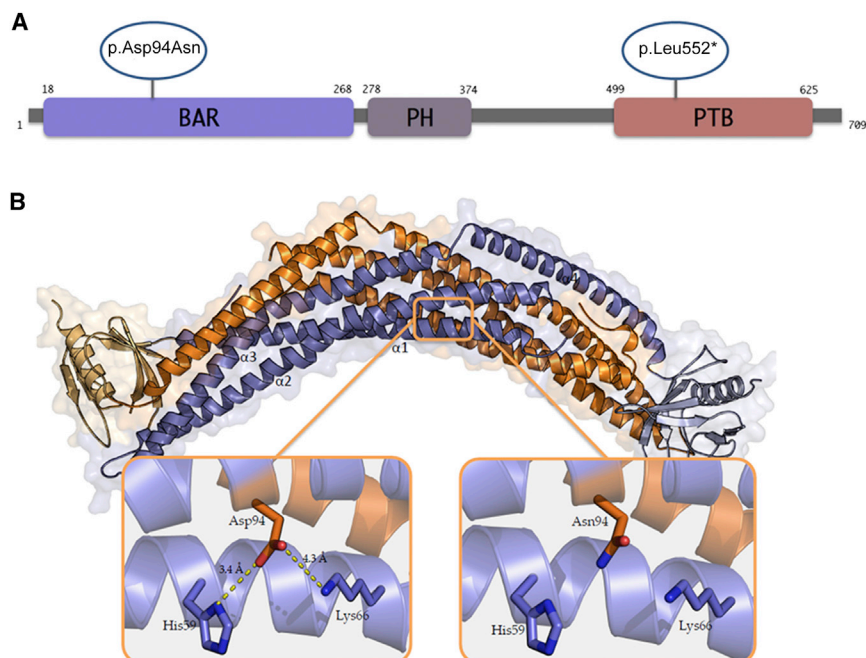 A
p.Asp94Asn
p.Leu552*
18
268
278
374
499
625
1
BAR
PH
PTB
709
B
α4
α3
α2
α1
Asp94
3.4 Å
4.3 Å
His59
Lys66
Asn94
His59
Lys66